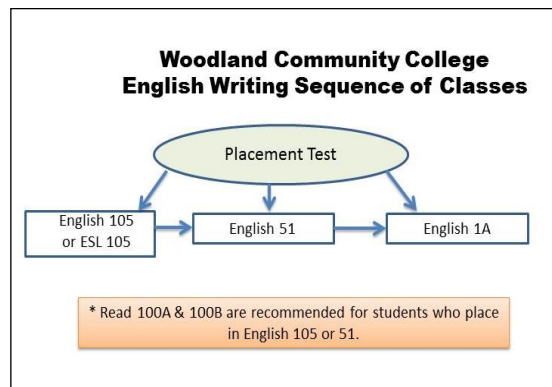 Woodland Community College
English Writing Sequence of Classes
Placement Test
English 105
or ESL 105
English 51
English 1A
* Read 100A & 100B are recommended for students who place
in English 105 or 51.